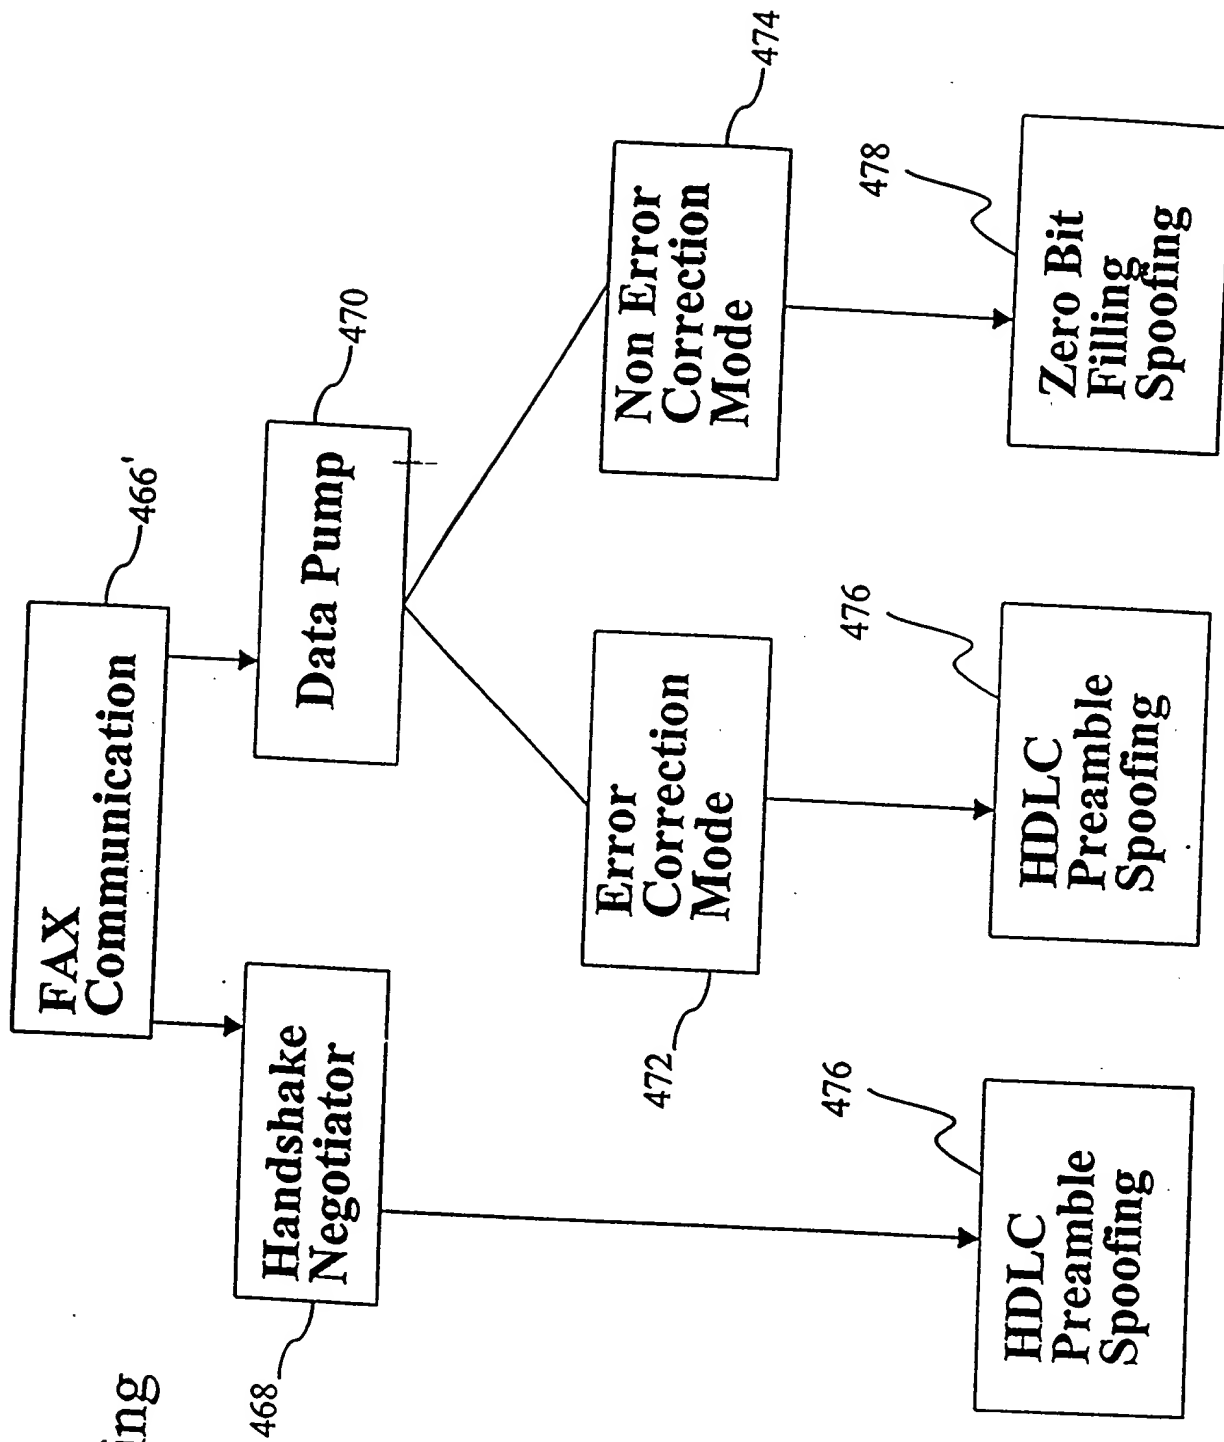 ing
FAX
Communication
466'
Handshake
Negotiator
468
Data Pump
470
Error
Correction
Mode
472
Non Error
Correction
Mode
474
HDLC
Preamble
Spoofing
476
HDLC
Preamble
Spoofing
476
Zero Bit
Filling
Spoofing
478